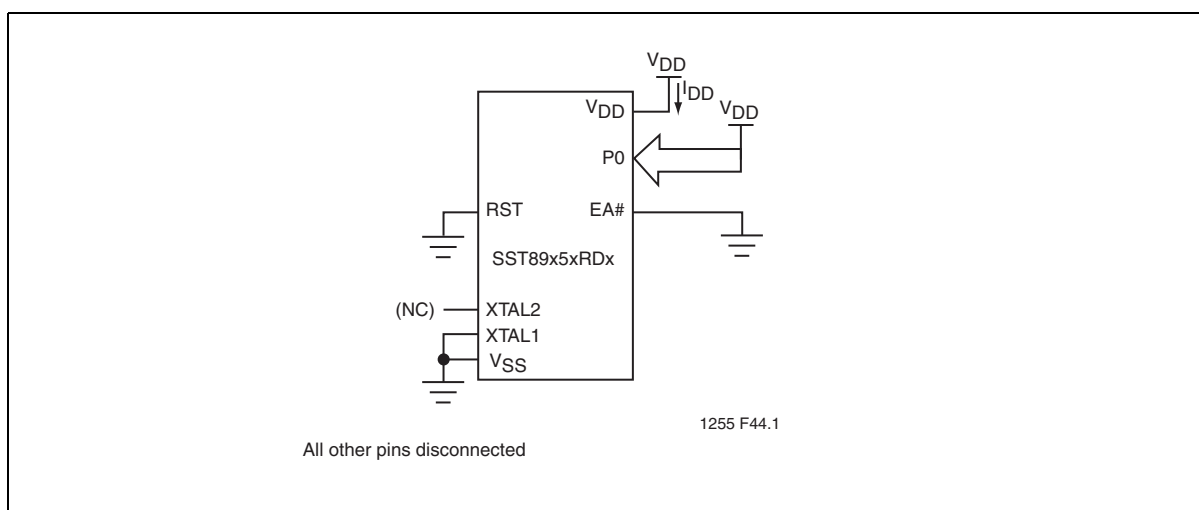 VDD
IDD
VDD
VDD
P0
RST
EA#
SST89x5xRDx
(NC)
XTAL2
XTAL1
VSS
1255 F44.1
All other pins disconnected